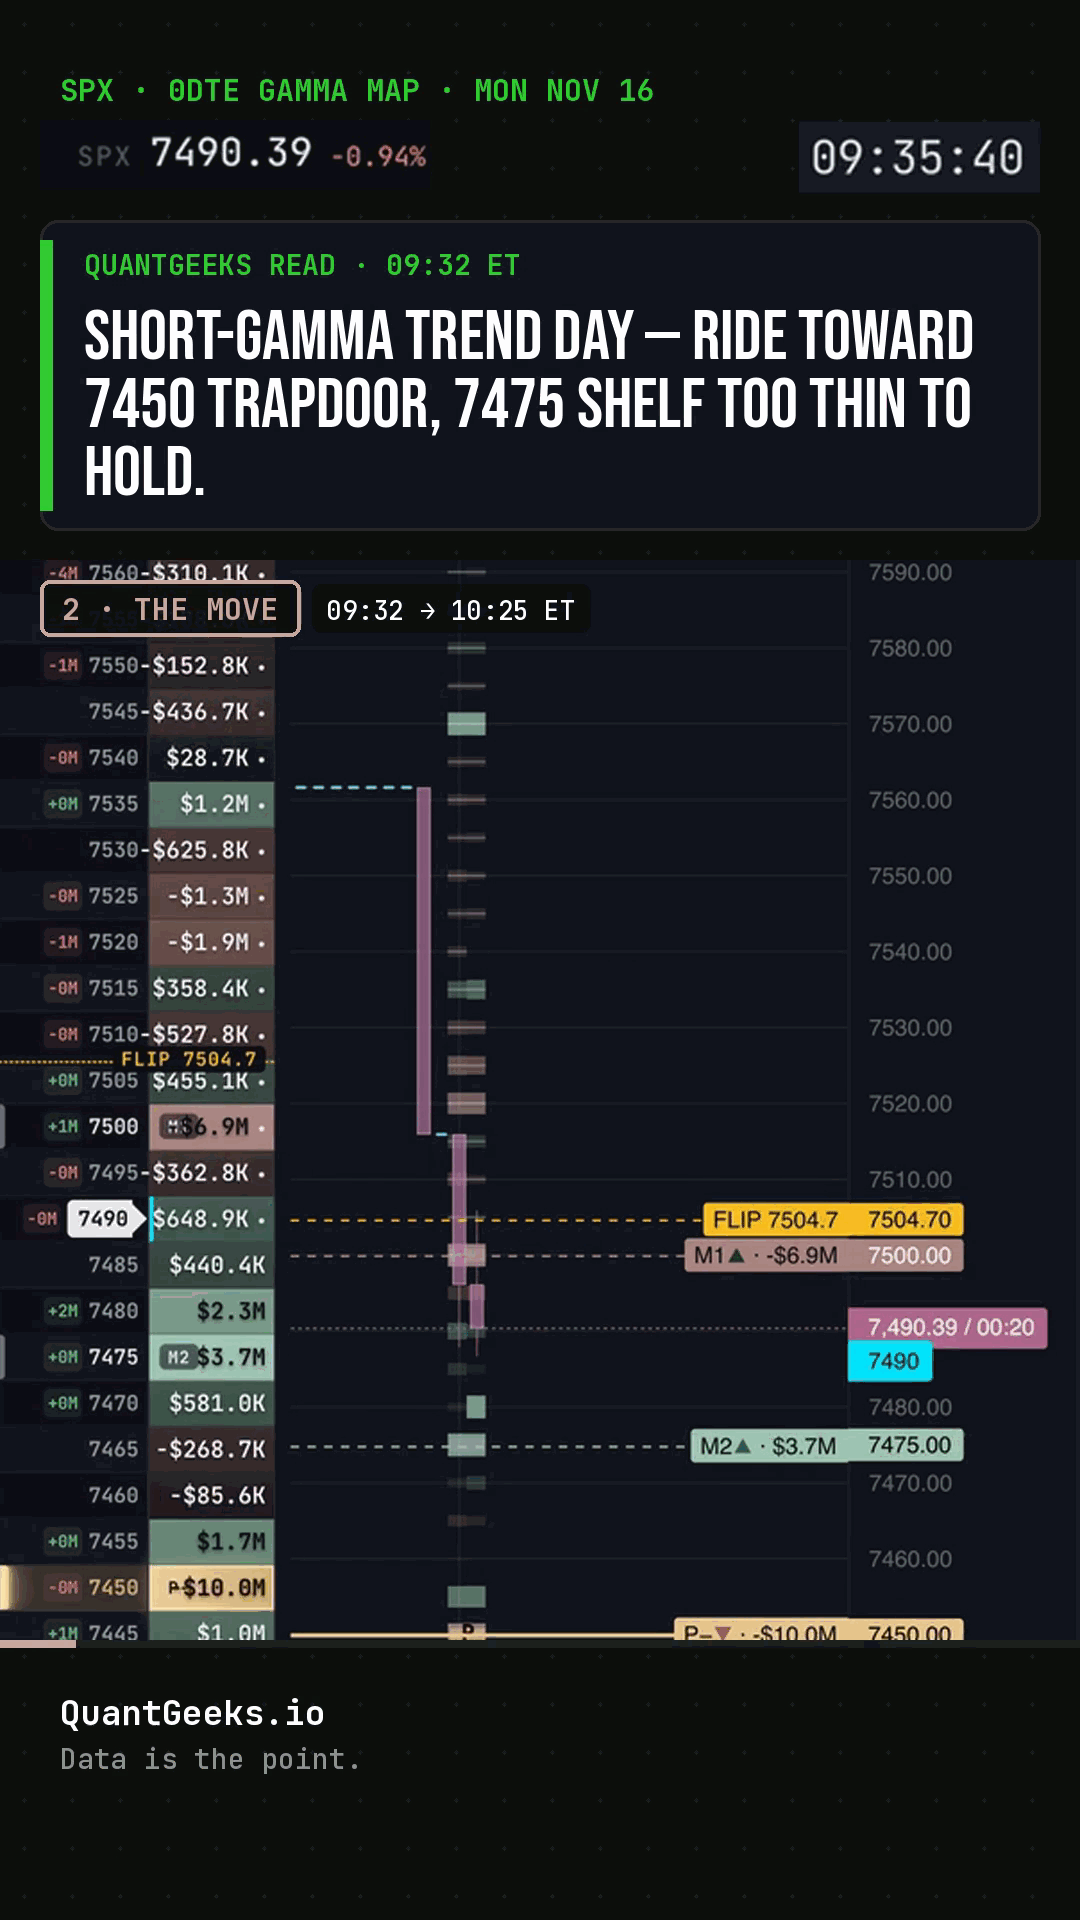 SPX · 0DTE GAMMA MAP · MON NOV 16
SPX 7490.39 -0.94%
09:35:40
QUANTGEEKS READ · 09:32 ET
SHORT-GAMMA TREND DAY — RIDE TOWARD
7450 TRAPDOOR, 7475 SHELF TOO THIN TO
HOLD.
-4M 7560 -$310.1K •
2 · THE MOVE
09:32 → 10:25 ET
-1M 7550 -$152.8K •
7545 -$436.7K •
-0M 7540 $28.7K •
+0M 7535 $1.2M •
7530 -$625.8K •
-0M 7525 -$1.3M •
-1M 7520 -$1.9M •
-0M 7515 $358.4K •
-0M 7510 -$527.8K •
FLIP 7504.7
+0M 7505 $455.1K •
+1M 7500 $6.9M •
-0M 7495 -$362.8K •
-0M 7490 $648.9K •
7485 $440.4K
+2M 7480 $2.3M
+0M 7475 M2 $3.7M
+0M 7470 $581.0K
7465 -$268.7K
7460 -$85.6K
+0M 7455 $1.7M
-0M 7450 P-$10.0M
+1M 7445 $1.0M
7590.00
7580.00
7570.00
7560.00
7550.00
7540.00
7530.00
7520.00
7510.00
FLIP 7504.7 7504.70
M1▲ · -$6.9M 7500.00
7,490.39 / 00:20
7490
7480.00
M2▲ · $3.7M 7475.00
7470.00
7460.00
P-▼ · -$10.0M 7450.00
QuantGeeks.io
Data is the point.